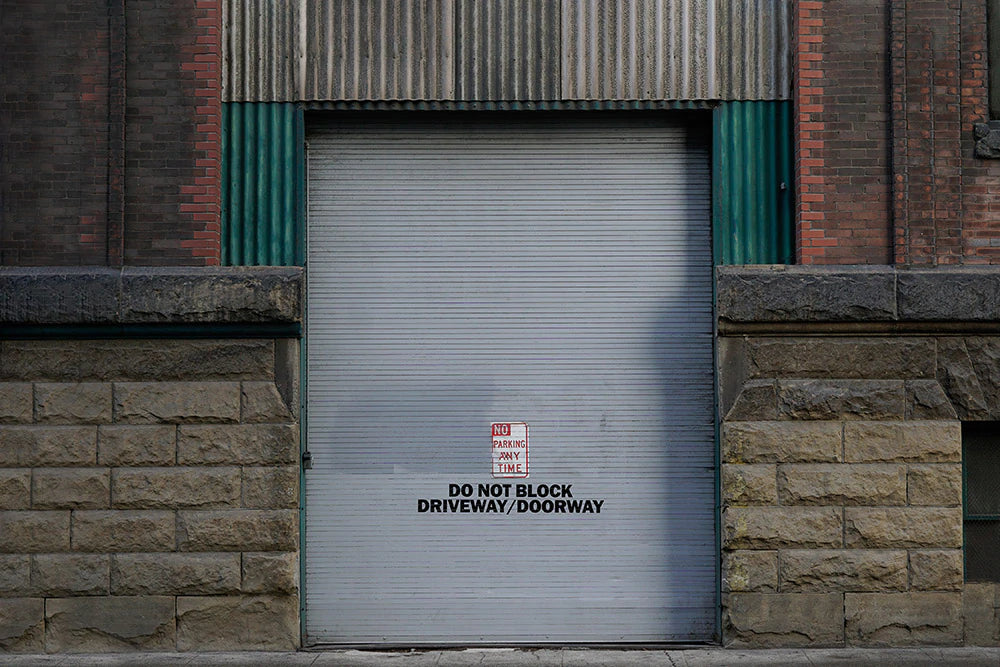 NO
PARKING
ANY
TIME
DO NOT BLOCK
DRIVEWAY/DOORWAY